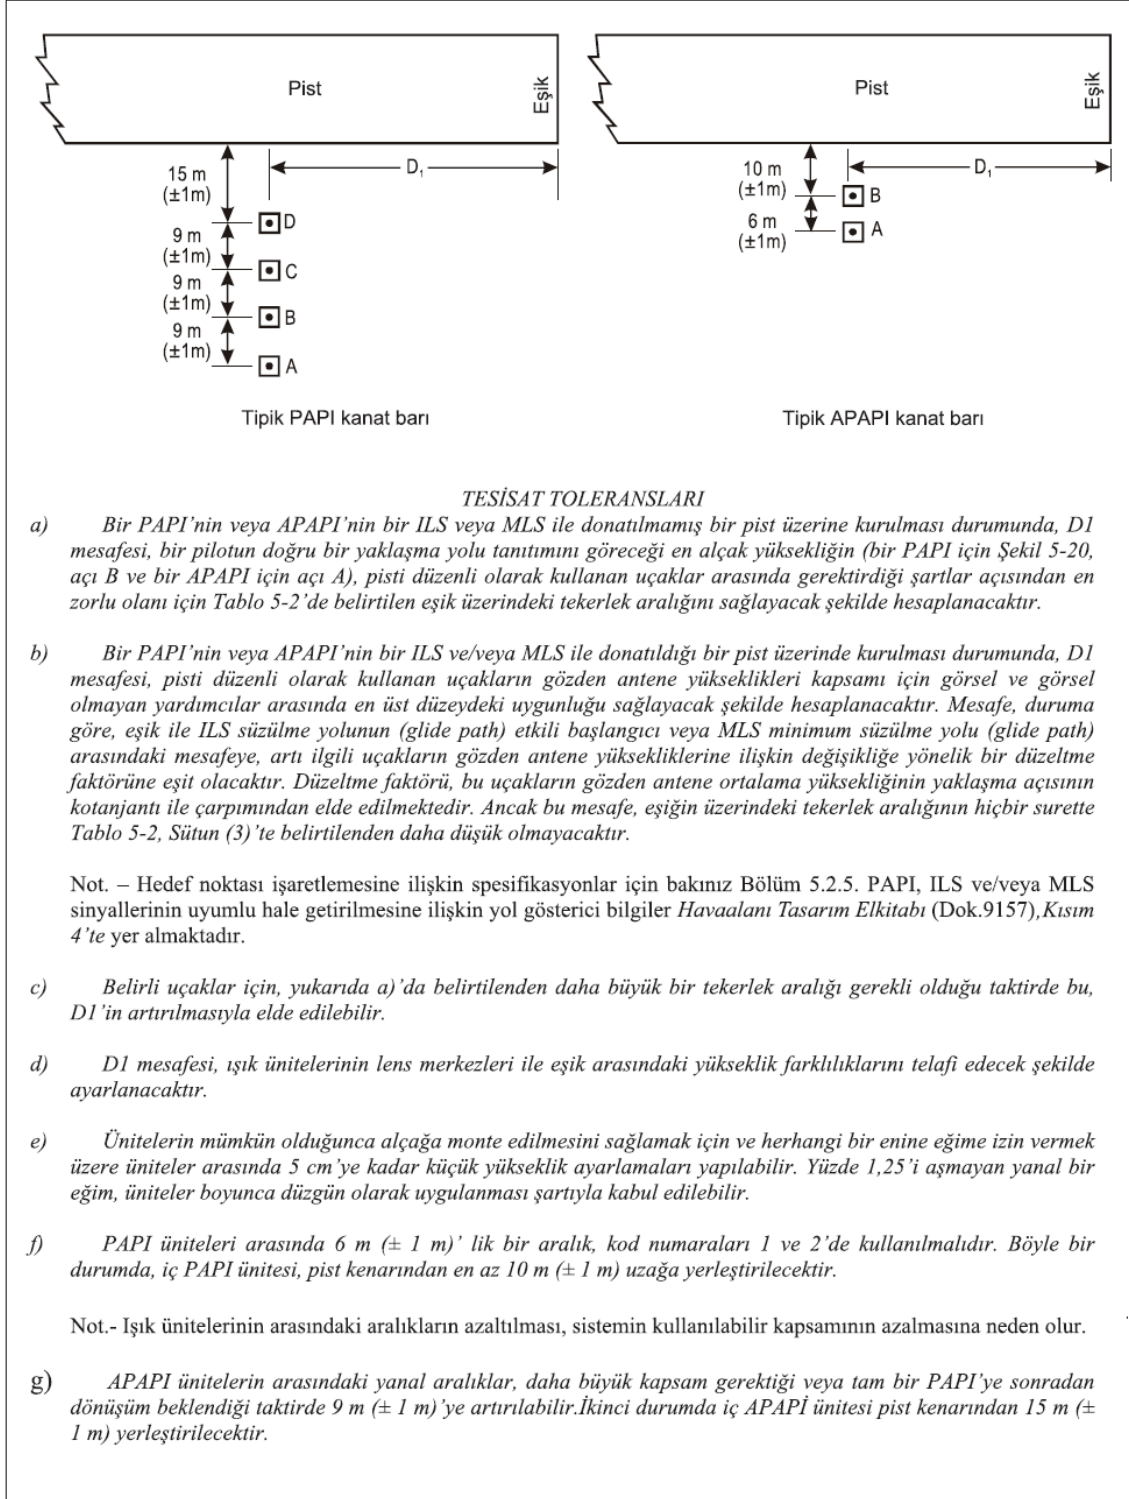 Pist
Eşik
Pist
Eşik
15 m
(±1m)
D₁
D
9 m
(±1m)
C
9 m
(±1m)
B
9 m
(±1m)
A
10 m
(±1m)
D₁
B
6 m
(±1m)
A
Tipik PAPI kanat barı
Tipik APAPI kanat barı
TESİSAT TOLERANSLARI
a) Bir PAPI’nin veya APAPI’nin bir ILS veya MLS ile donatılmamış bir pist üzerine kurulması durumunda, D1
mesafesi, bir pilotun doğru bir yaklaşma yolu tanıtımını göreceği en alçak yüksekliğin (bir PAPI için Şekil 5-20,
açı B ve bir APAPI için açı A), pisti düzenli olarak kullanan uçaklar arasında gerektirdiği şartlar açısından en
zorlu olanı için Tablo 5-2’de belirtilen eşik üzerindeki tekerlek aralığını sağlayacak şekilde hesaplanacaktır.
b) Bir PAPI’nin veya APAPI’nin bir ILS ve/veya MLS ile donatıldığı bir pist üzerinde kurulması durumunda, D1
mesafesi, pisti düzenli olarak kullanan uçakların gözden antene yükseklikleri kapsamı için görsel ve görsel
olmayan yardımcılar arasında en üst düzeydeki uygunluğu sağlayacak şekilde hesaplanacaktır. Mesafe, duruma
göre, eşik ile ILS süzülme yolunun (glide path) etkili başlangıcı veya MLS minimum süzülme yolu (glide path)
arasındaki mesafeye, artı ilgili uçakların gözden antene yüksekliklerine ilişkin değişikliğe yönelik bir düzeltme
faktörüne eşit olacaktır. Düzeltme faktörü, bu uçakların gözden antene ortalama yüksekliğinin yaklaşma açısının
kotanjantı ile çarpımından elde edilmektedir. Ancak bu mesafe, eşiğin üzerindeki tekerlek aralığının hiçbir surette
Tablo 5-2, Sütun (3)’te belirtilenden daha düşük olmayacaktır.
Not. – Hedef noktası işaretlemesine ilişkin spesifikasyonlar için bakınız Bölüm 5.2.5. PAPI, ILS ve/veya MLS
sinyallerinin uyumlu hale getirilmesine ilişkin yol gösterici bilgiler Havaalanı Tasarım Elkitabı (Dok.9157),Kısım
4’te yer almaktadır.
c) Belirli uçaklar için, yukarıda a)’da belirtilenden daha büyük bir tekerlek aralığı gerekli olduğu taktirde bu,
D1’in artırılmasıyla elde edilebilir.
d) D1 mesafesi, ışık ünitelerinin lens merkezleri ile eşik arasındaki yükseklik farklılıklarını telafi edecek şekilde
ayarlanacaktır.
e) Ünitelerin mümkün olduğunca alçağa monte edilmesini sağlamak için ve herhangi bir enine eğime izin vermek
üzere üniteler arasında 5 cm’ye kadar küçük yükseklik ayarlamaları yapılabilir. Yüzde 1,25’i aşmayan yanal bir
eğim, üniteler boyunca düzgün olarak uygulanması şartıyla kabul edilebilir.
f) PAPI üniteleri arasında 6 m (± 1 m)’ lik bir aralık, kod numaraları 1 ve 2’de kullanılmalıdır. Böyle bir
durumda, iç PAPI ünitesi, pist kenarından en az 10 m (± 1 m) uzağa yerleştirilecektir.
Not.- Işık ünitelerinin arasındaki aralıkların azaltılması, sistemin kullanılabilir kapsamının azalmasına neden olur.
g) APAPI ünitelerin arasındaki yanal aralıklar, daha büyük kapsam gerektiği veya tam bir PAPI’ye sonradan
dönüşüm beklendiği taktirde 9 m (± 1 m)’ye artırılabilir.İkinci durumda iç APAPİ ünitesi pist kenarından 15 m (±
1 m) yerleştirilecektir.